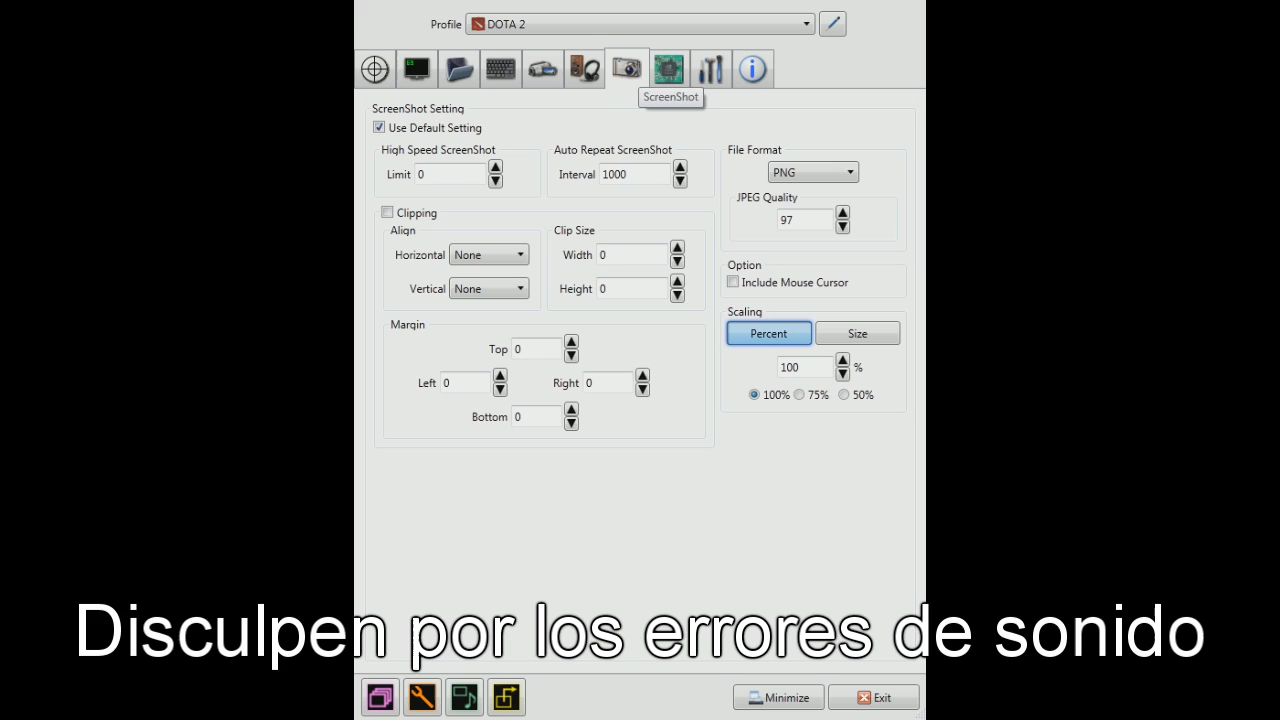 Profile DOTA 2
ScreenShot
ScreenShot Setting
Use Default Setting
High Speed ScreenShot
Limit 0
Auto Repeat ScreenShot
Interval 1000
File Format
PNG
JPEG Quality
97
Clipping
Align
Horizontal None
Vertical None
Clip Size
Width 0
Height 0
Option
Include Mouse Cursor
Margin
Top 0
Left 0 Right 0
Bottom 0
Scaling
Percent Size
100 %
100% 75% 50%
Disculpen por los errores de sonido
Minimize Exit